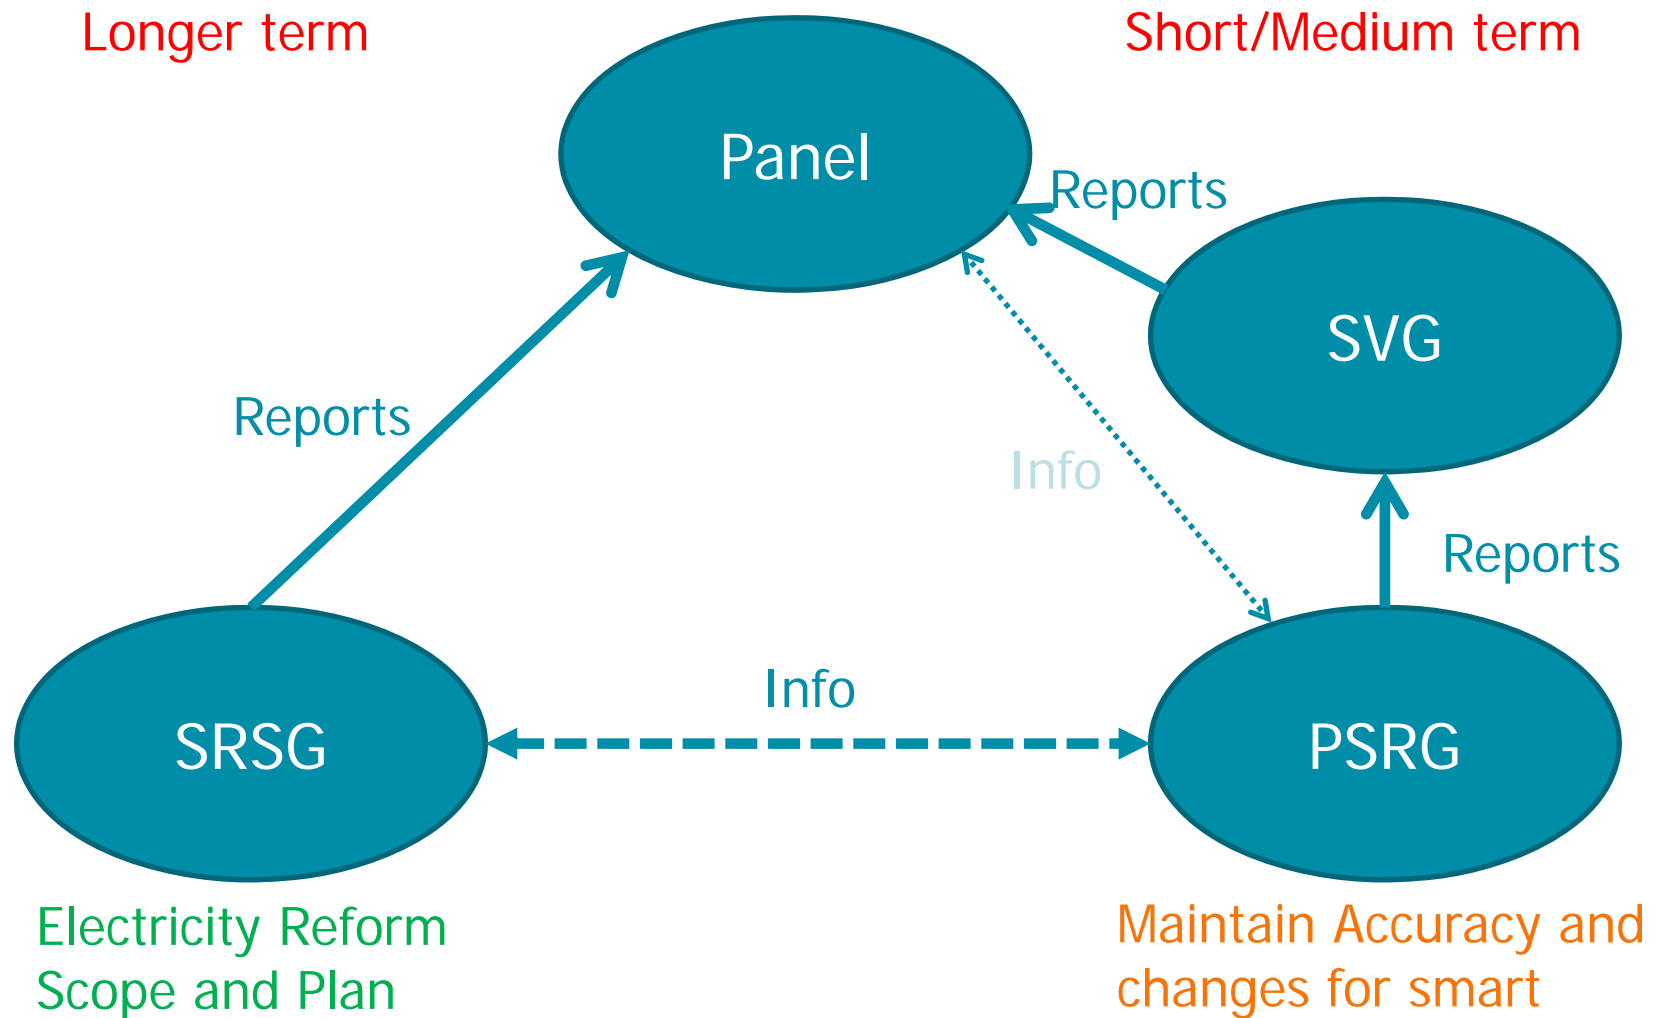 Longer term
Short/Medium term
Panel
Reports
SVG
Reports
Info
Reports
Info
SRSG
PSRG
Electricity Reform
Scope and Plan
Maintain Accuracy and
changes for smart